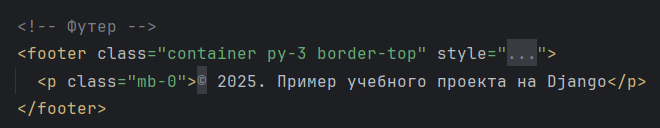 <!-- Футер -->
<footer class="container py-3 border-top" style="...">
<p class="mb-0">© 2025. Пример учебного проекта на Django</p>
</footer>